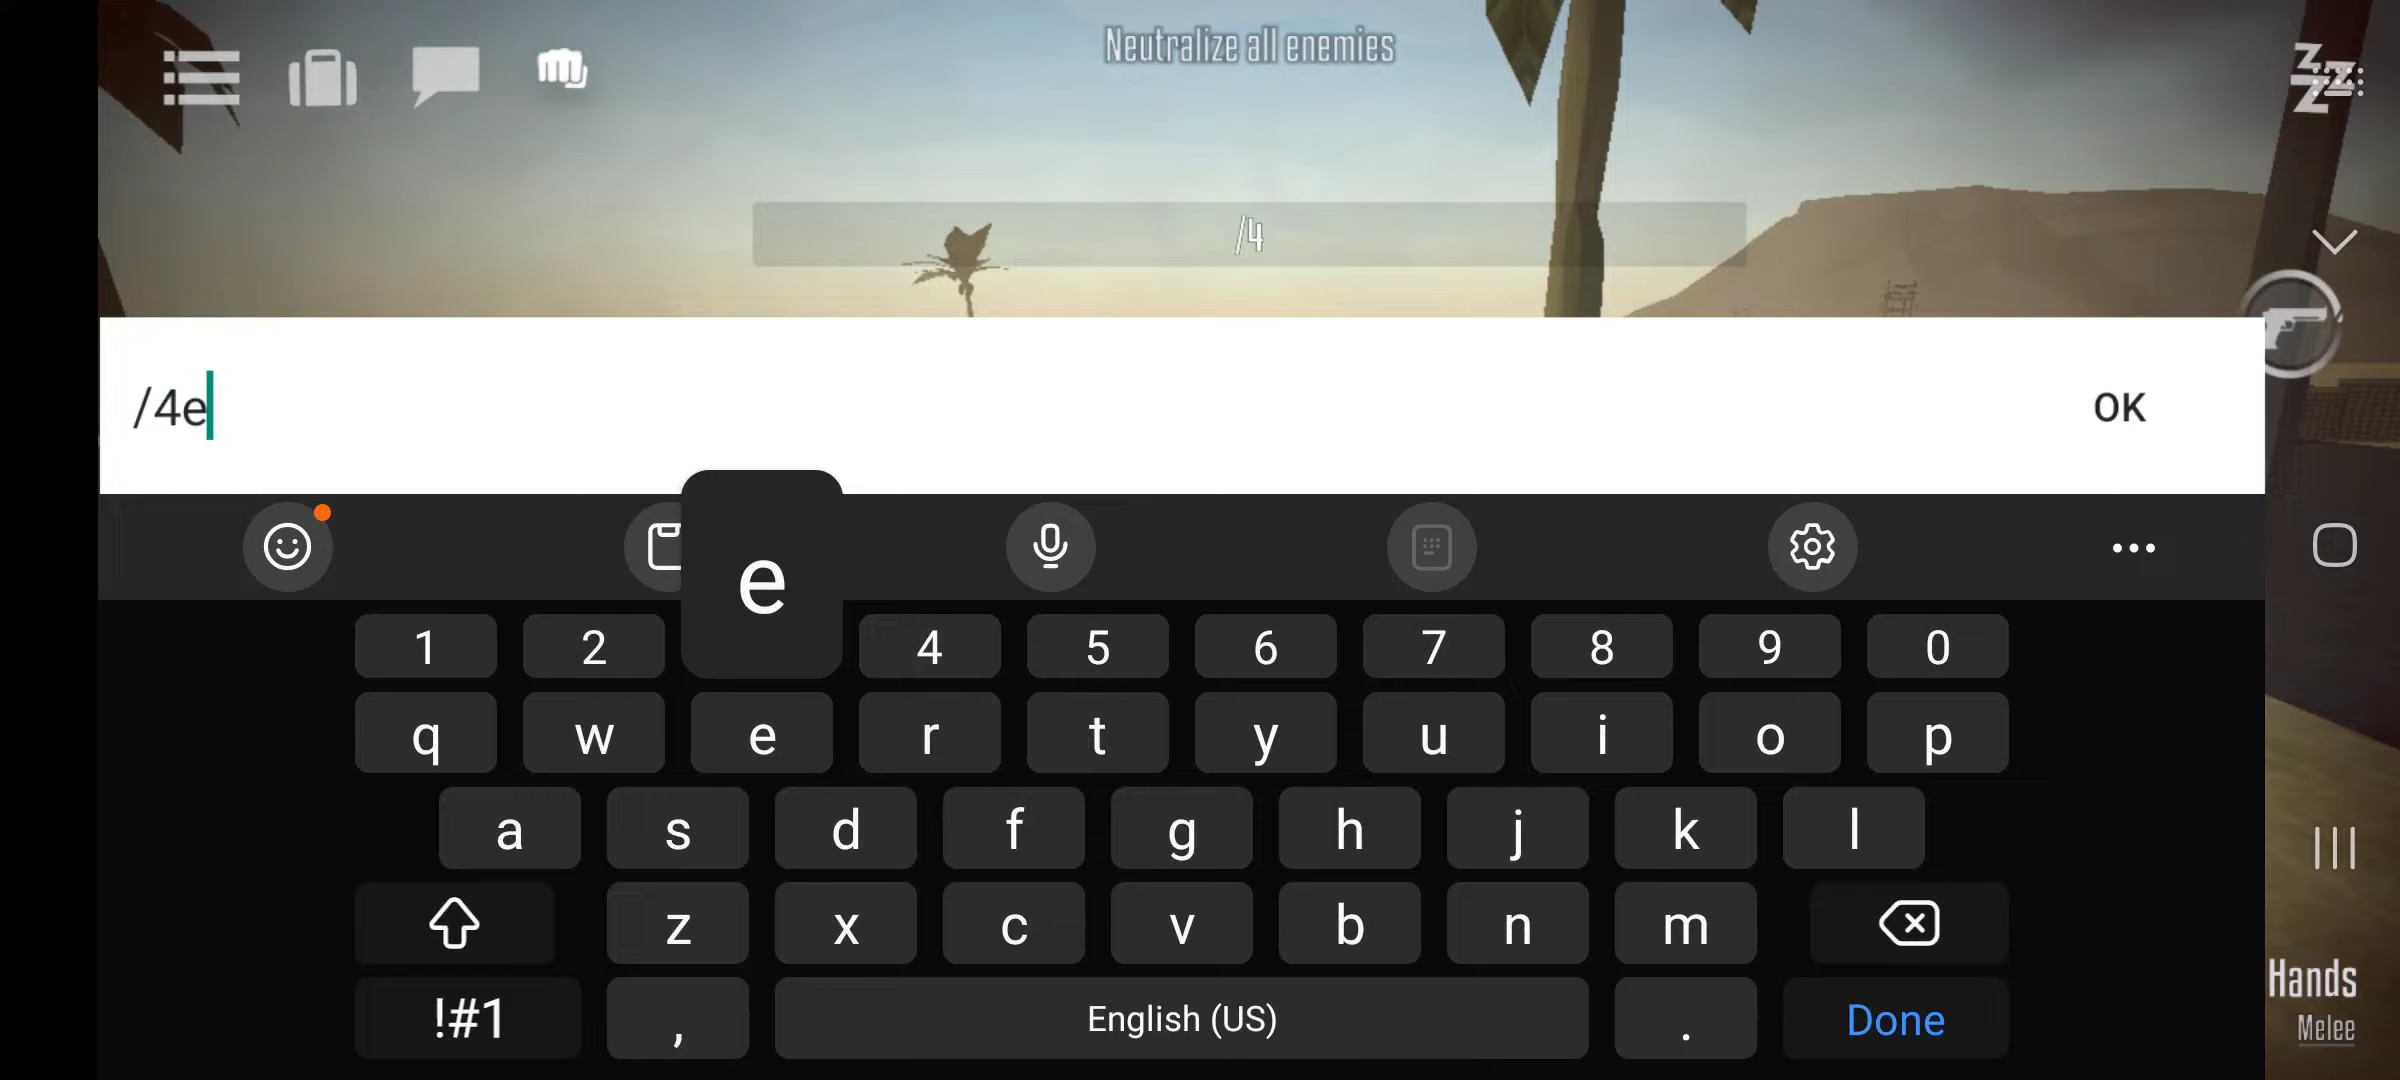 Neutralize all enemies
/4
/4e
OK
e
1 2 4 5 6 7 8 9 0
q w e r t y u i o p
a s d f g h j k l
z x c v b n m
!#1 , English (US) . Done
Hands
Melee